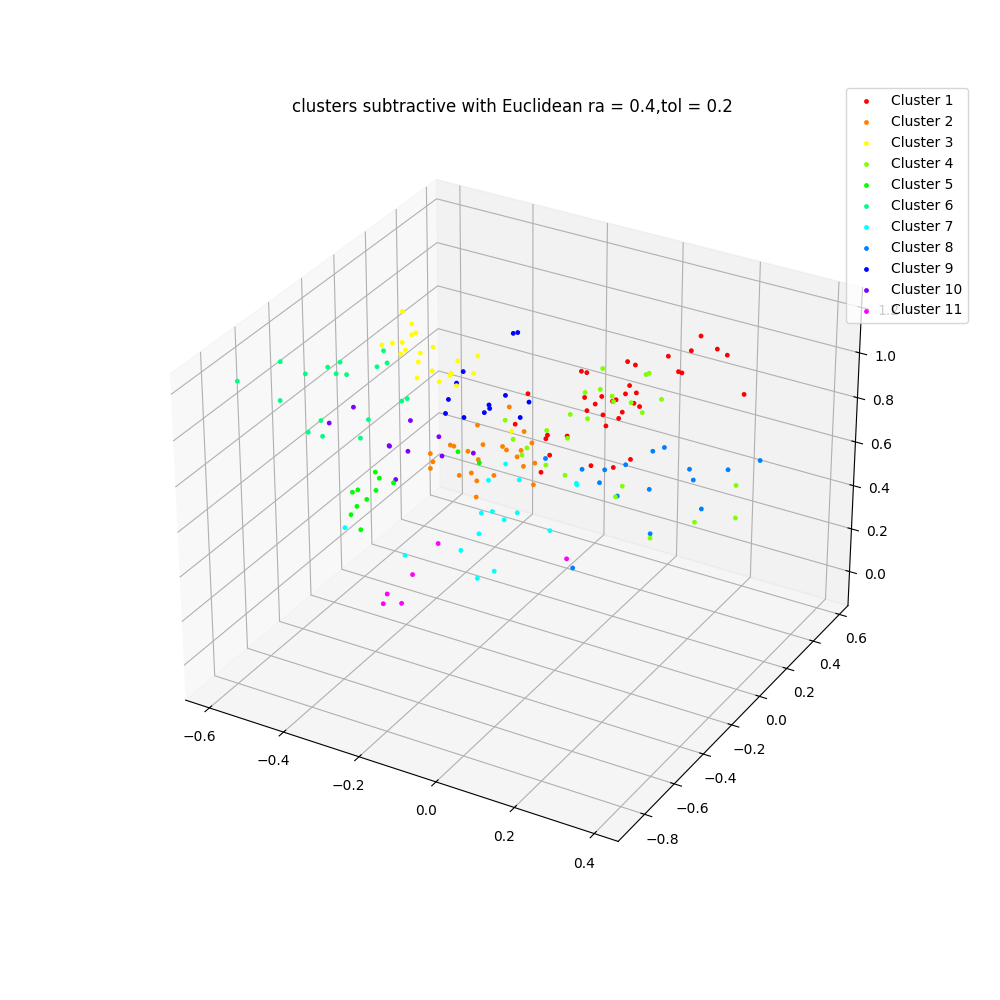 clusters subtractive with Euclidean ra = 0.4,tol = 0.2
Cluster 1
Cluster 2
Cluster 3
Cluster 4
Cluster 5
Cluster 6
Cluster 7
Cluster 8
Cluster 9
Cluster 10
Cluster 11
1.0
0.8
0.6
0.4
0.2
0.0
0.6
0.4
0.2
0.0
−0.2
−0.4
−0.6
−0.8
−0.6
−0.4
−0.2
0.0
0.2
0.4